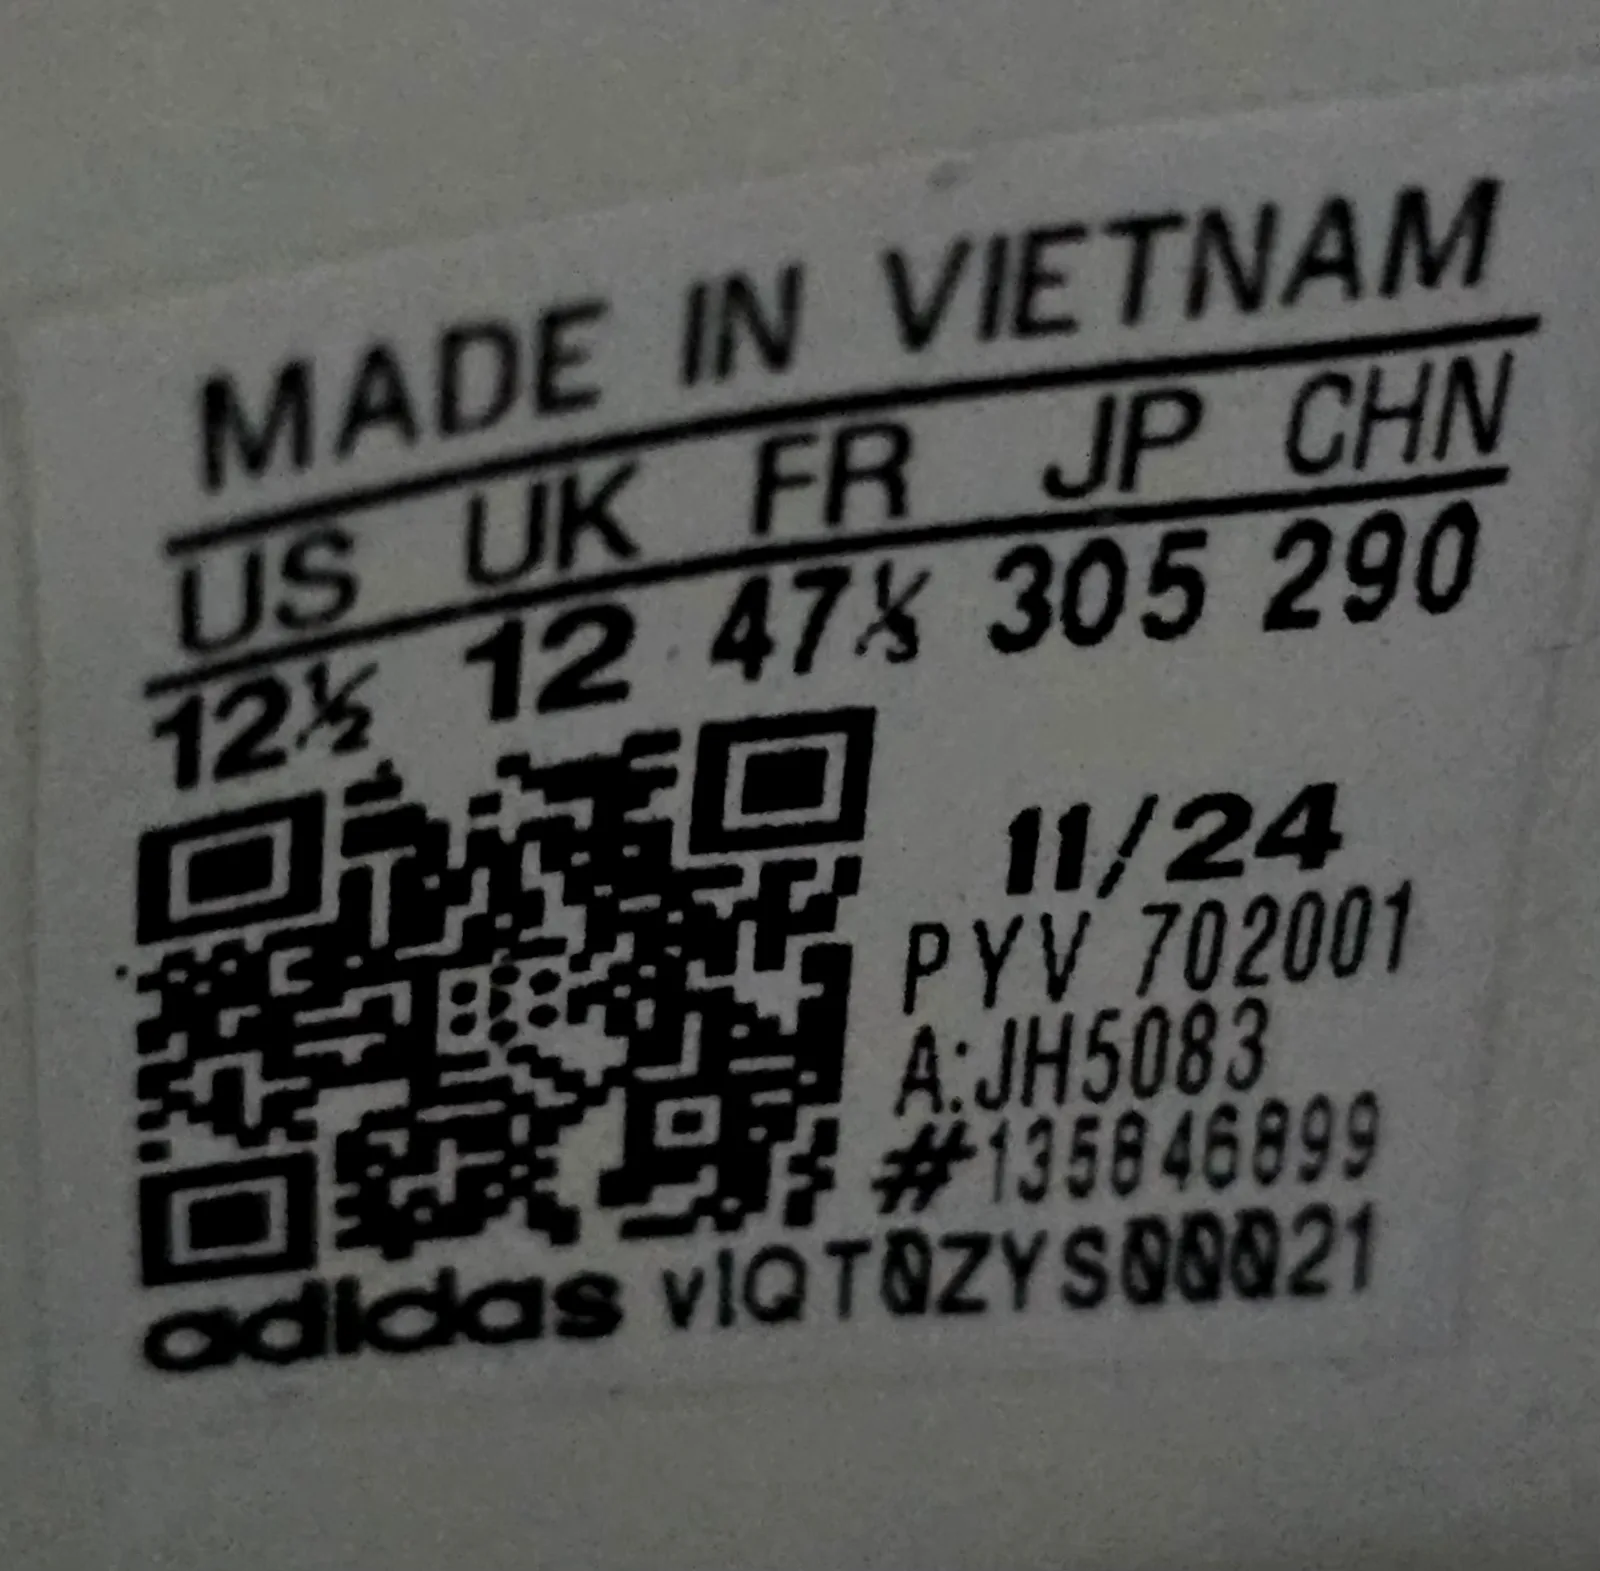 MADE IN VIETNAM
US UK FR JP CHN
12½ 12 47⅓ 305 290
11/24
PYV 702001
A:JH5083
#135846899
adidas v1QT0ZYS00021